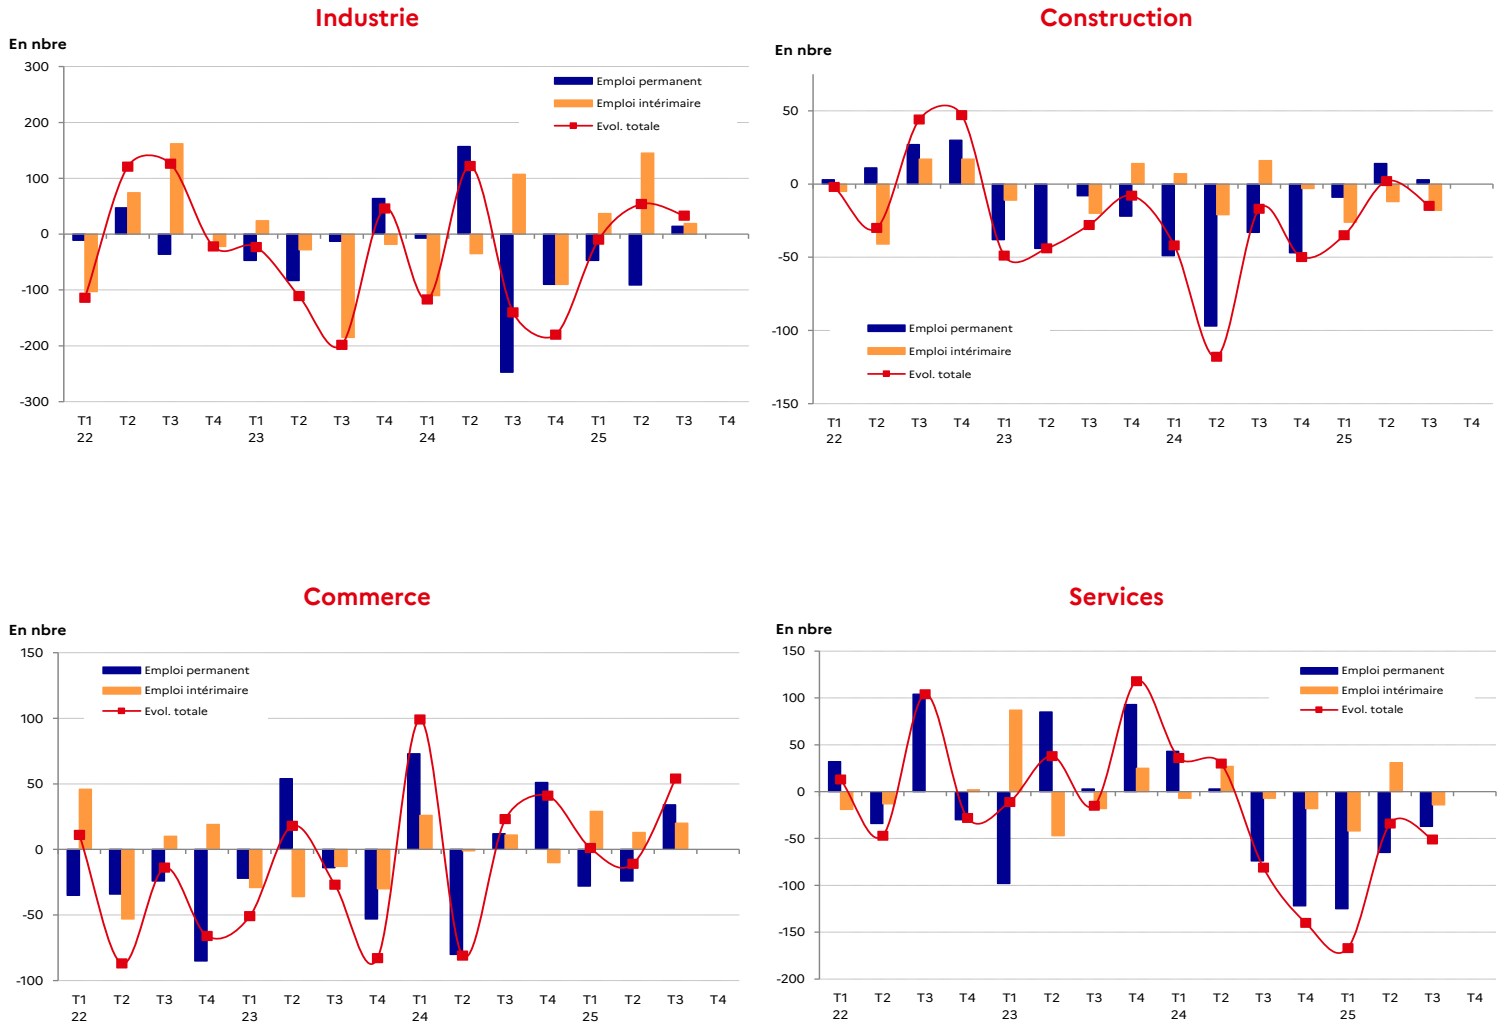 Industrie
En nbre
300
200
100
0
-100
-200
-300
Emploi permanent
Emploi intérimaire
Evol. totale
T1 T2 T3 T4 T1 T2 T3 T4 T1 T2 T3 T4 T1 T2 T3 T4
22 23 24 25
Construction
En nbre
50
0
-50
-100
-150
Emploi permanent
Emploi intérimaire
Evol. totale
T1 T2 T3 T4 T1 T2 T3 T4 T1 T2 T3 T4 T1 T2 T3 T4
22 23 24 25
Commerce
En nbre
150
100
50
0
-50
-100
Emploi permanent
Emploi intérimaire
Evol. totale
T1 T2 T3 T4 T1 T2 T3 T4 T1 T2 T3 T4 T1 T2 T3 T4
22 23 24 25
Services
En nbre
150
100
50
0
-50
-100
-150
-200
Emploi permanent
Emploi intérimaire
Evol. totale
T1 T2 T3 T4 T1 T2 T3 T4 T1 T2 T3 T4 T1 T2 T3 T4
22 23 24 25